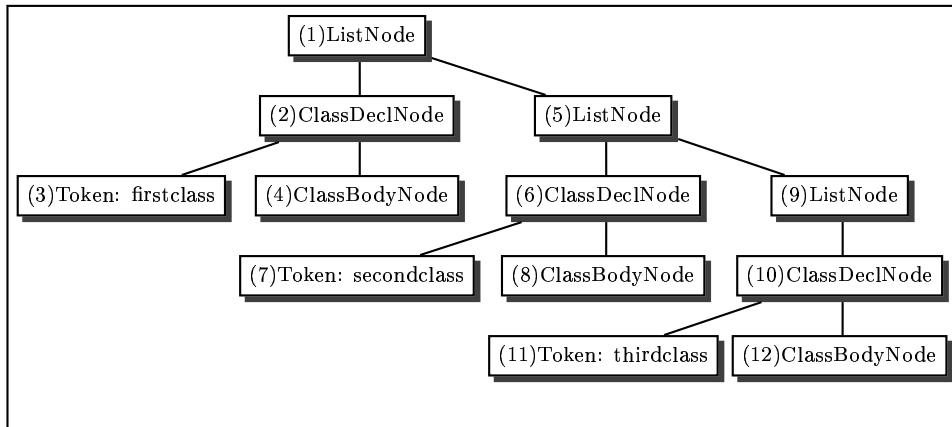 (1)ListNode
(2)ClassDeclNode
(5)ListNode
(3)Token: firstclass
(4)ClassBodyNode
(6)ClassDeclNode
(9)ListNode
(7)Token: secondclass
(8)ClassBodyNode
(10)ClassDeclNode
(11)Token: thirdclass
(12)ClassBodyNode